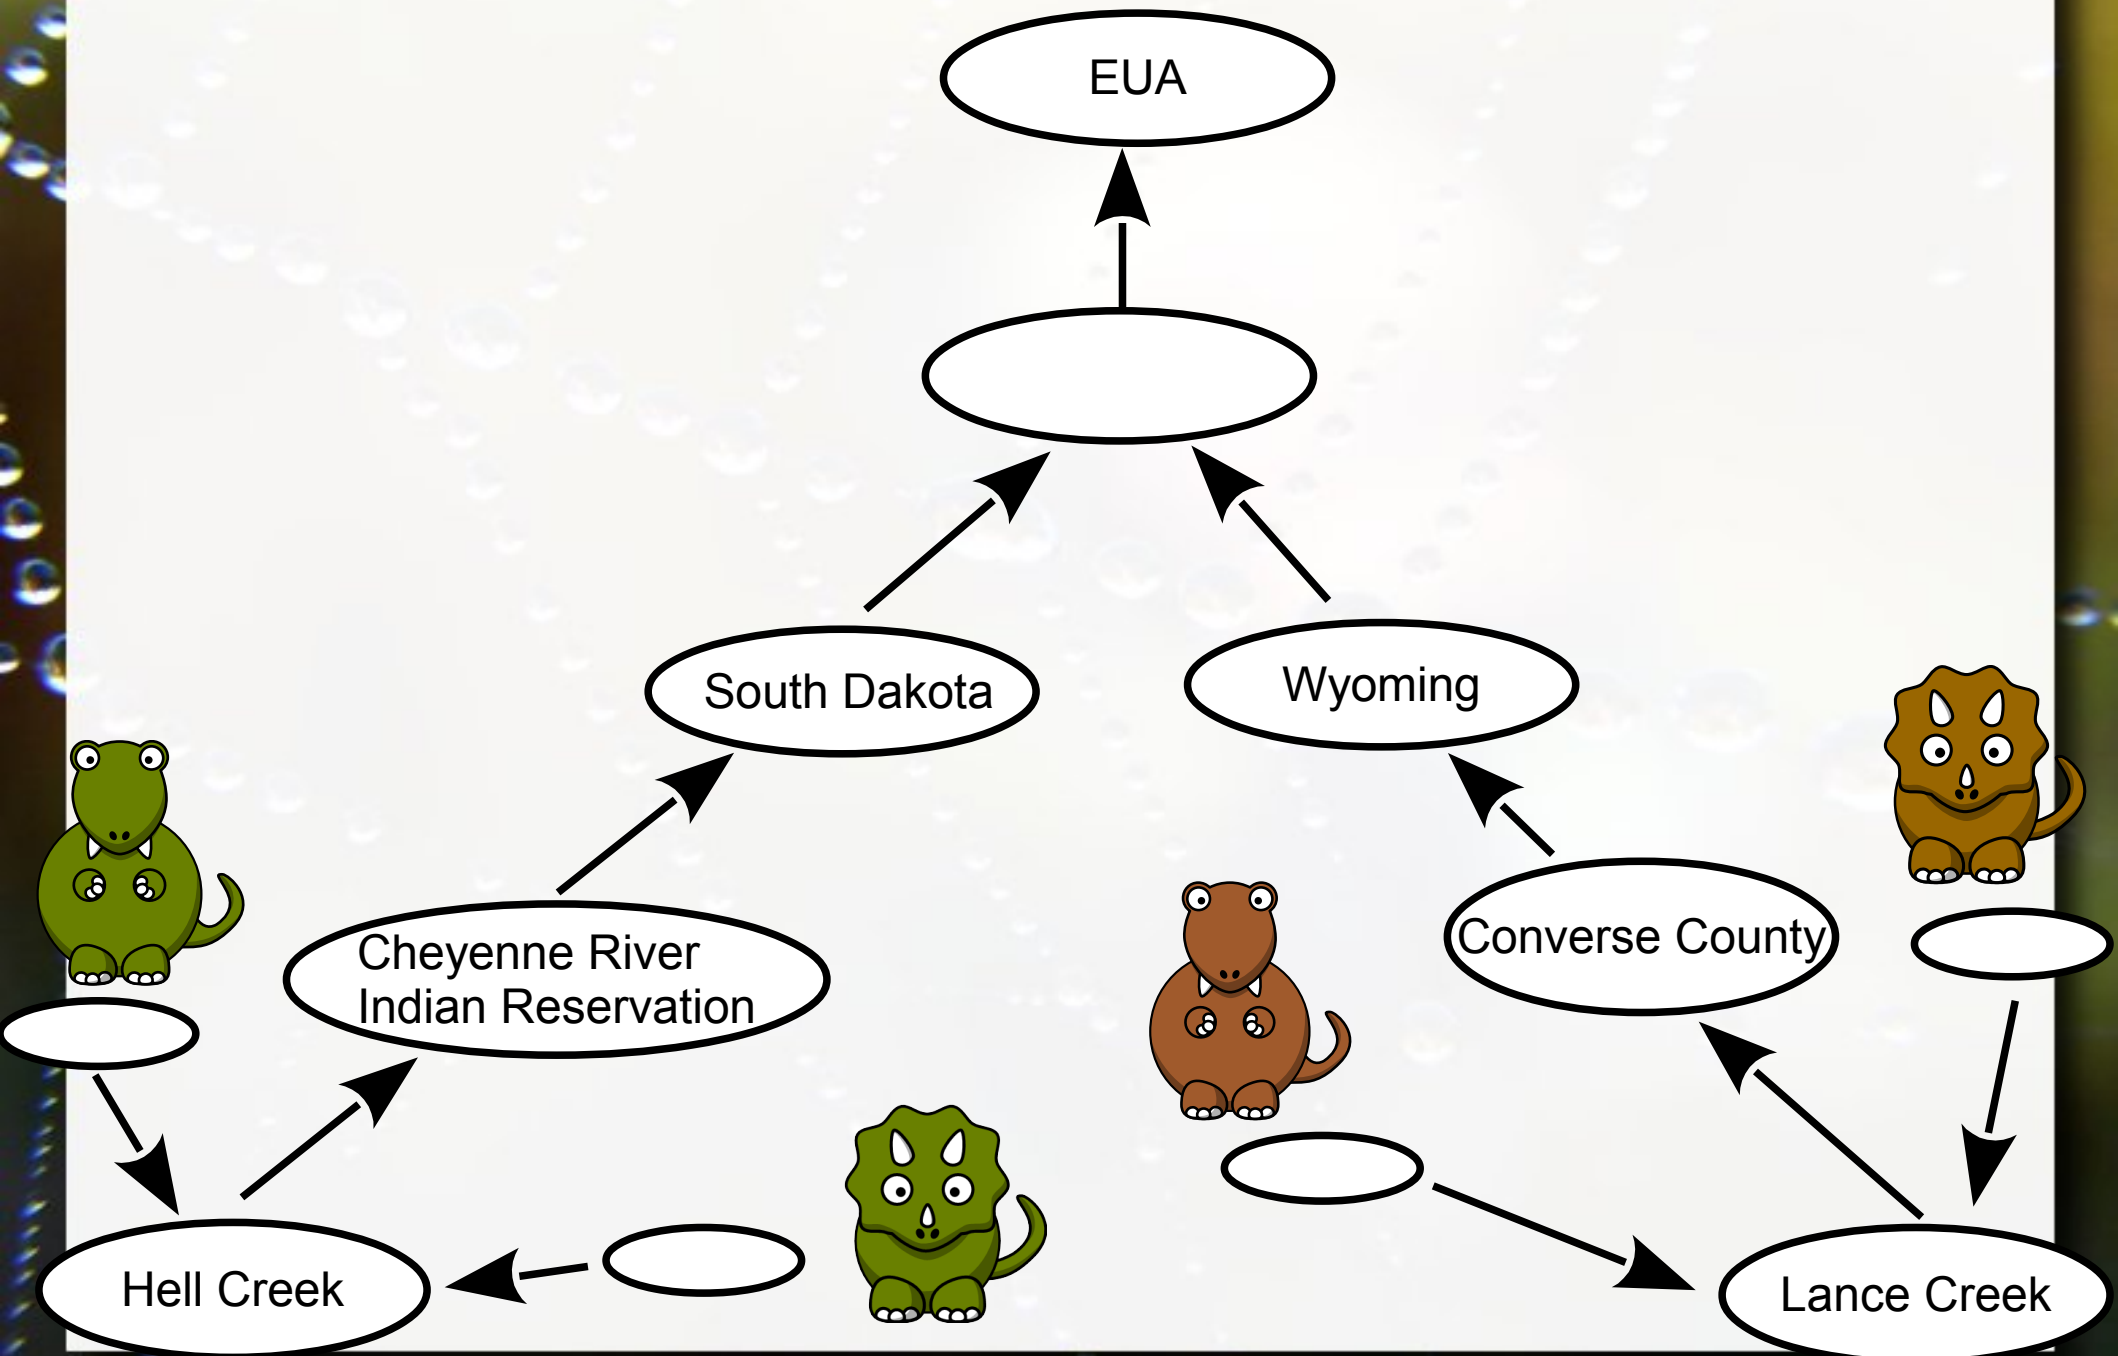 EUA
South Dakota
Wyoming
Cheyenne River
Indian Reservation
Converse County
Hell Creek
Lance Creek